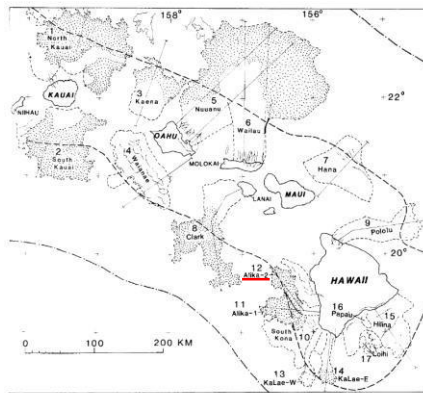 158°
156°
1
North
Kauai
KAUAI
NIIHAU
2
South
Kauai
3
Kaena
5
Nuuanu
OAHU
6
Wailau
22°
4
Waianae
MOLOKAI
LANAI
MAUI
7
Hana
8
Clark
9
Pololu
20°
12
Alika-2
HAWAII
11
Alika-1
16
Papa'u
South
Kona
10
15
Hilina
17
Loihi
13
KaLae-W
14
KaLae-E
0
100
200 KM